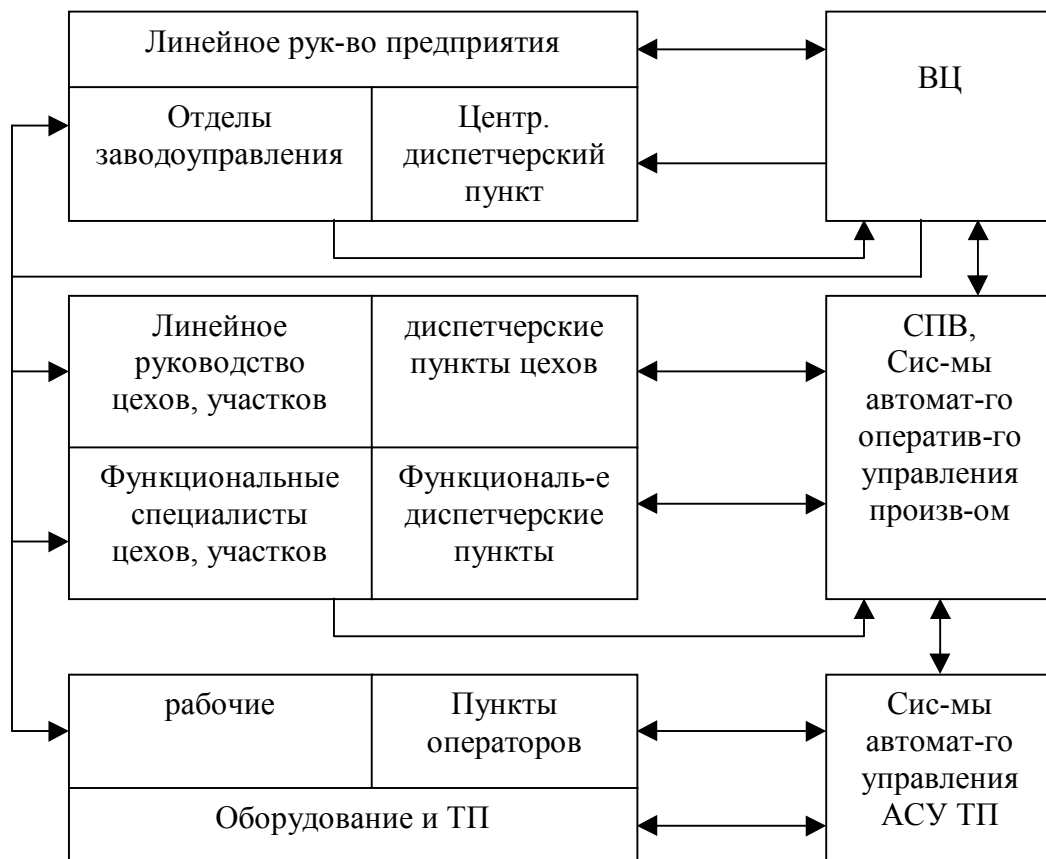 Линейное рук-во предприятия
ВЦ
Отделы
заводоуправления
Центр.
диспетчерский
пункт
Линейное
руководство
цехов, участков
диспетчерские
пункты цехов
СПВ,
Сис-мы
автомат-го
оператив-го
управления
произв-ом
Функциональные
специалисты
цехов, участков
Функциональ-е
диспетчерские
пункты
рабочие
Пункты
операторов
Сис-мы
автомат-го
управления
АСУ ТП
Оборудование и ТП